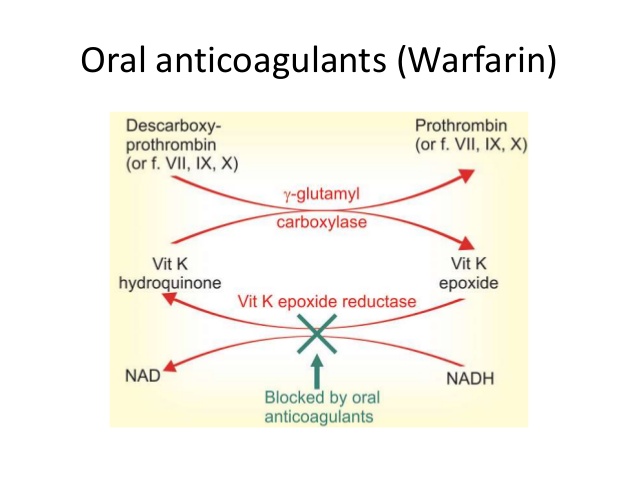 Oral anticoagulants (Warfarin)
Descarboxy-
prothrombin
(or f. VII, IX, X)
Prothrombin
(or f. VII, IX, X)
γ-glutamyl
carboxylase
Vit K
hydroquinone
Vit K
epoxide
Vit K epoxide reductase
NAD
NADH
Blocked by oral
anticoagulants